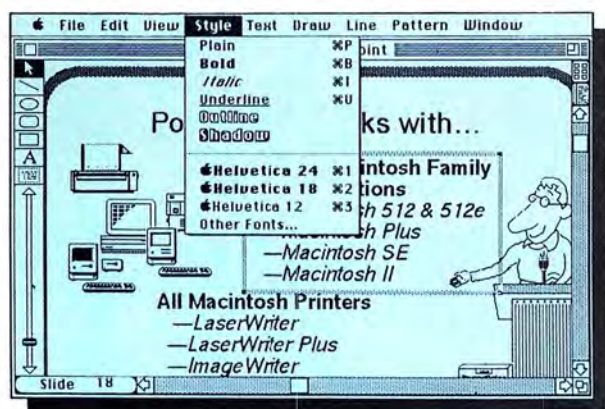 File Edit View Style Text Draw Line Pattern Window
Plain ⌘P
Bold ⌘B
Italic ⌘I
Underline ⌘U
Outline
Shadow
Helvetica 24 ⌘1
Helvetica 18 ⌘2
Helvetica 12 ⌘3
Other Fonts...
oint
Po ks with...
intosh Family
tions
sh 512 & 512e
Macintosh Plus
—Macintosh SE
—Macintosh II
All Macintosh Printers
—LaserWriter
—LaserWriter Plus
—ImageWriter
A
Slide 18